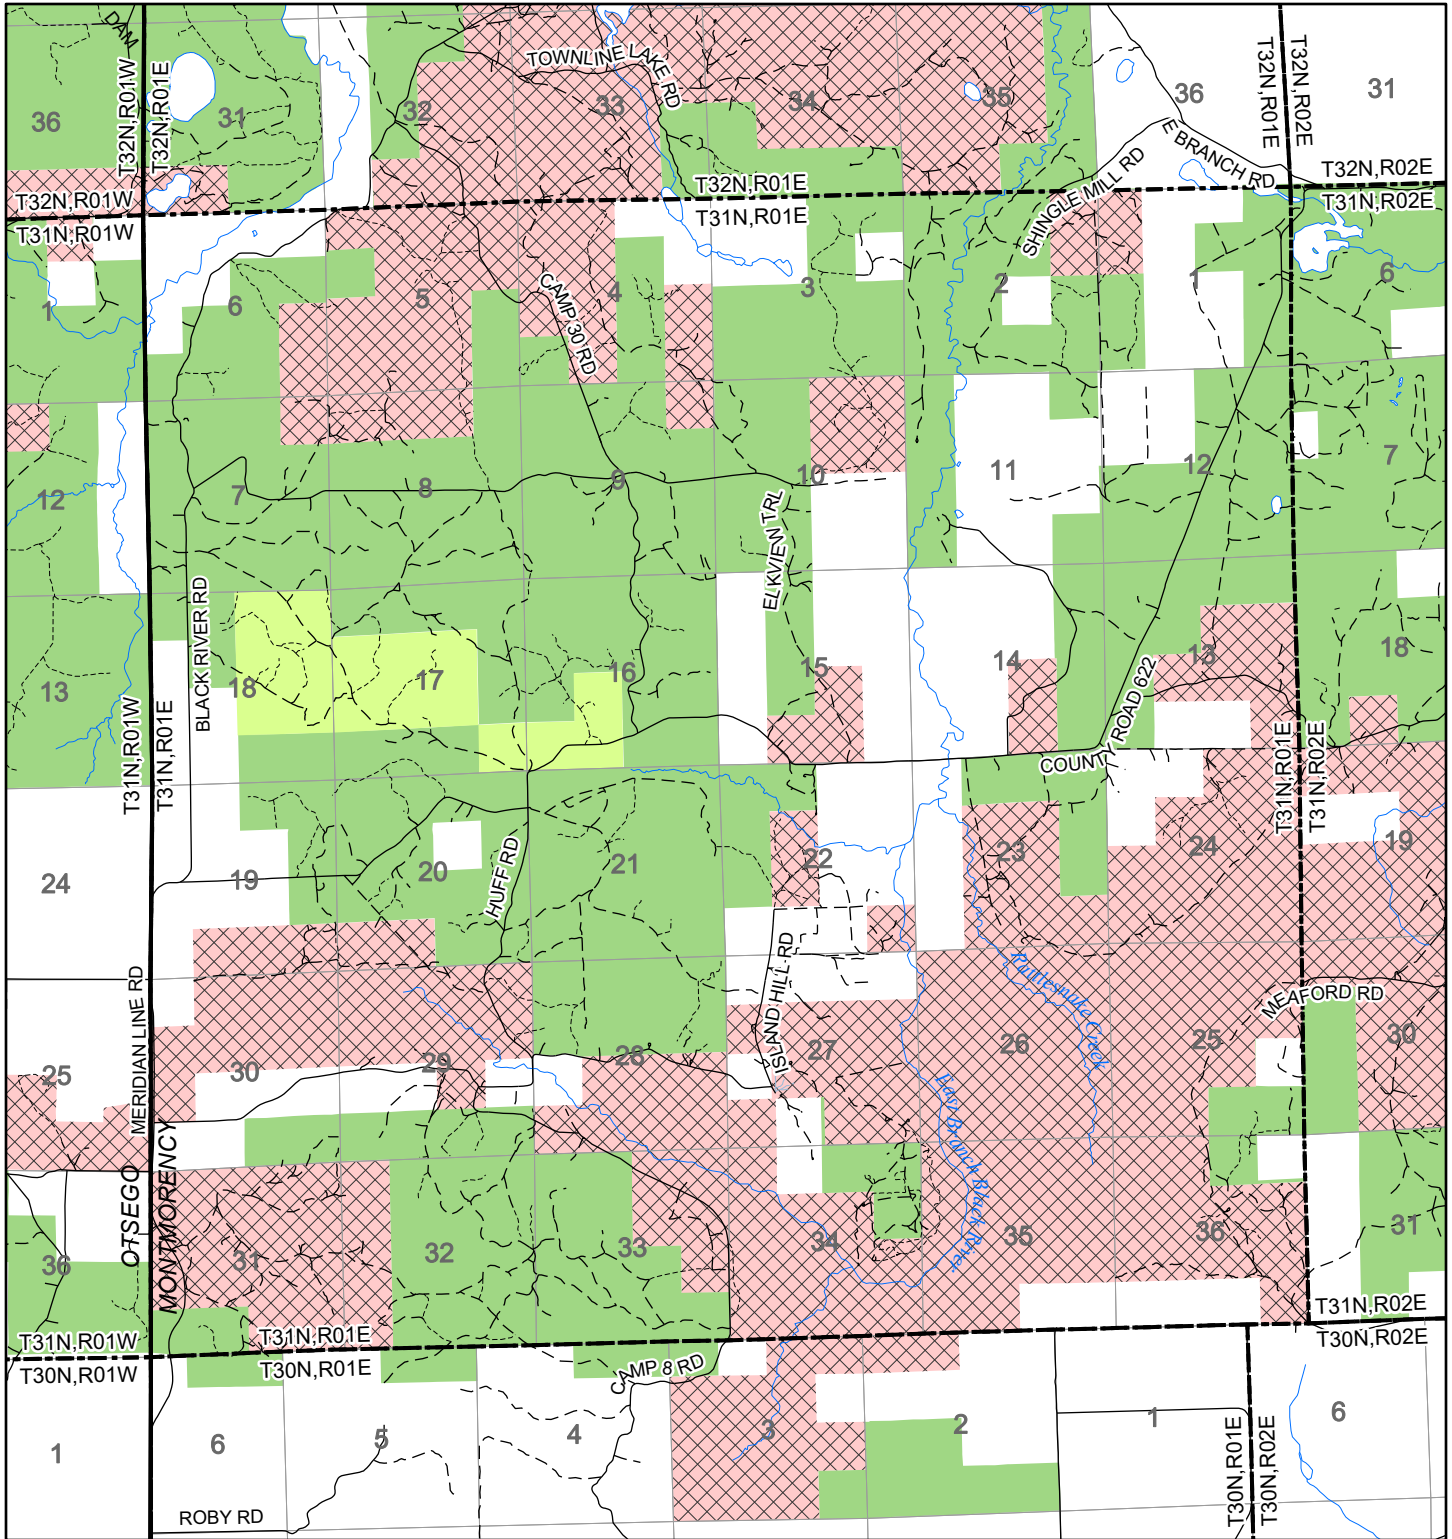 DAM
T32N,R01W
T32N,R01E
TOWNLINE LAKE RD
T32N,R01E
T32N,R02E
36
31
32
33
34
35
36
31
E BRANCH RD
SHINGLE MILL RD
T32N,R01W
T31N,R01W
T32N,R01E
T31N,R01E
T32N,R02E
T31N,R02E
1
6
5
4
3
2
1
6
CAMP 30 RD
12
7
8
9
10
11
12
7
ELKVIEW TRL
BLACK RIVER RD
13
18
17
16
15
14
13
18
T31N,R01W
T31N,R01E
COUNTY ROAD 622
T31N,R01E
T31N,R02E
24
19
20
21
22
23
24
19
HUFF RD
ISLAND HILL RD
MERIDIAN LINE RD
Rattlesnake Creek
MEAFORD RD
25
30
29
28
27
26
25
30
East Branch Black River
OTSEGO
MONTMORENCY
36
31
32
33
34
35
36
31
T31N,R01W
T30N,R01W
T31N,R01E
T30N,R01E
T31N,R02E
T30N,R02E
CAMP 8 RD
1
6
5
4
3
2
1
6
T30N,R01E
T30N,R02E
ROBY RD